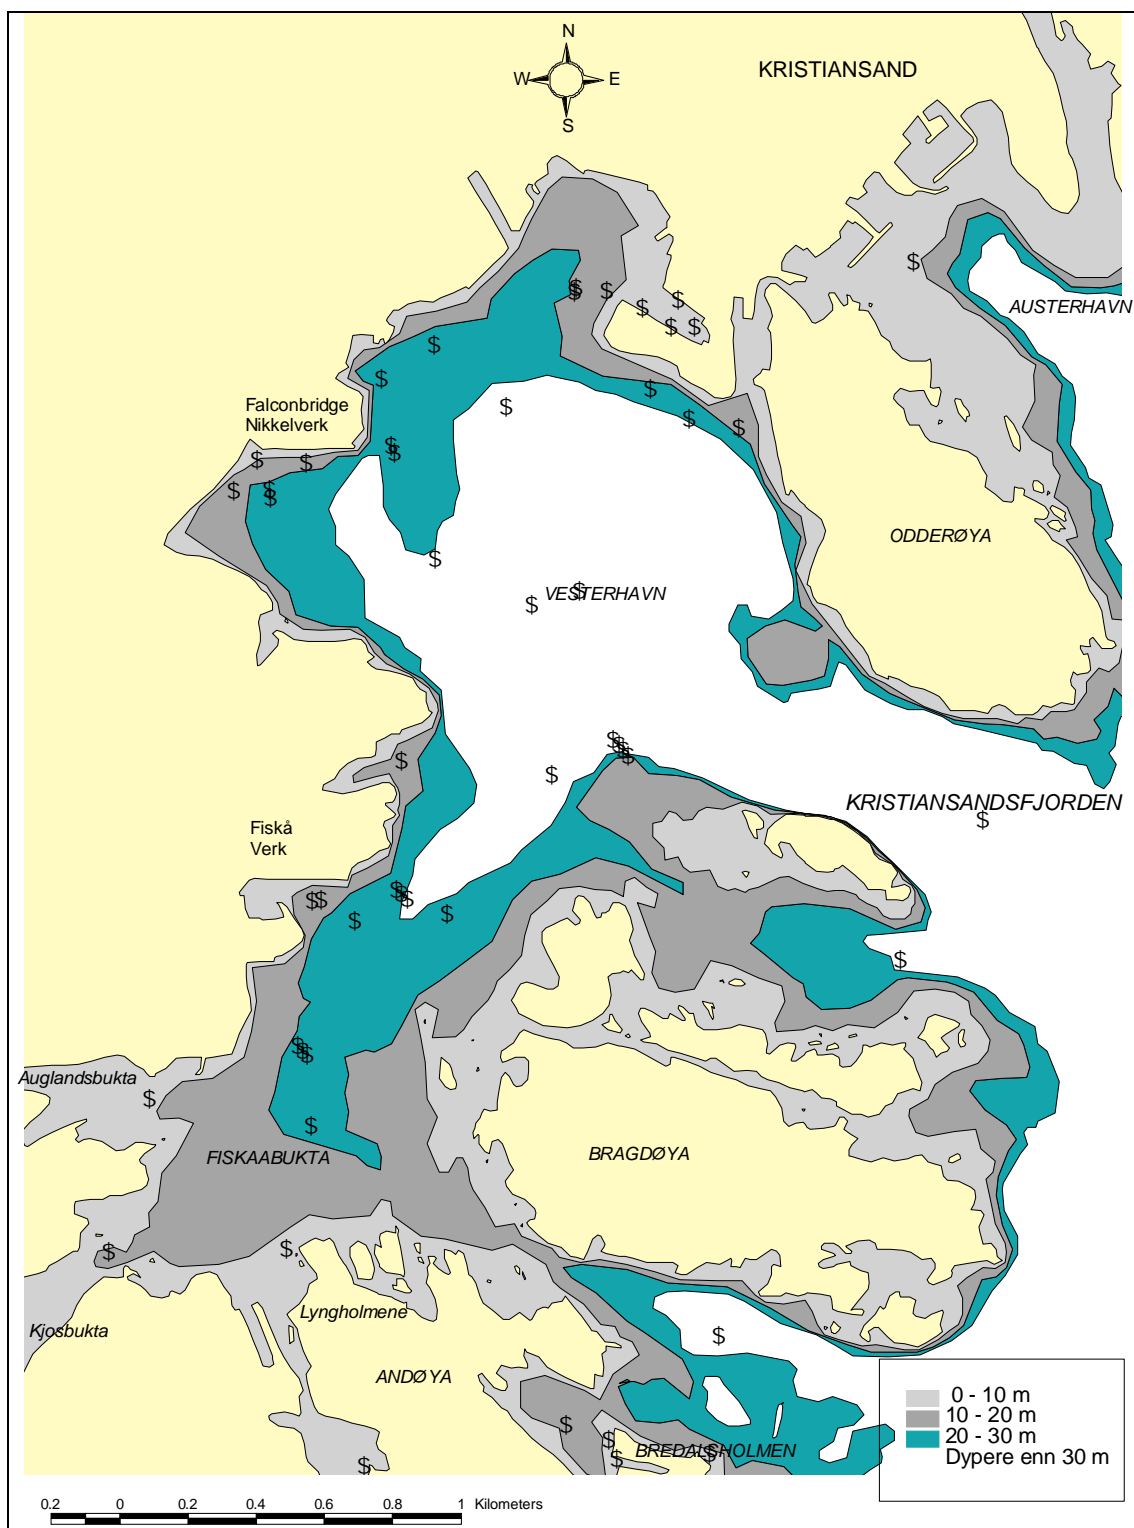 N
W E
S
KRISTIANSAND
AUSTERHAVN
Falconbridge
Nikkelverk
ODDERØYA
VESTERHAVN
KRISTIANSANDSFJORDEN
Fiskå
Verk
Auglandsbukta
FISKAABUKTA
BRAGDØYA
Lyngholmene
Kjosbukta
ANDØYA
BREDALSHOLMEN
0 - 10 m
10 - 20 m
20 - 30 m
Dypere enn 30 m
0.2 0 0.2 0.4 0.6 0.8 1 Kilometers